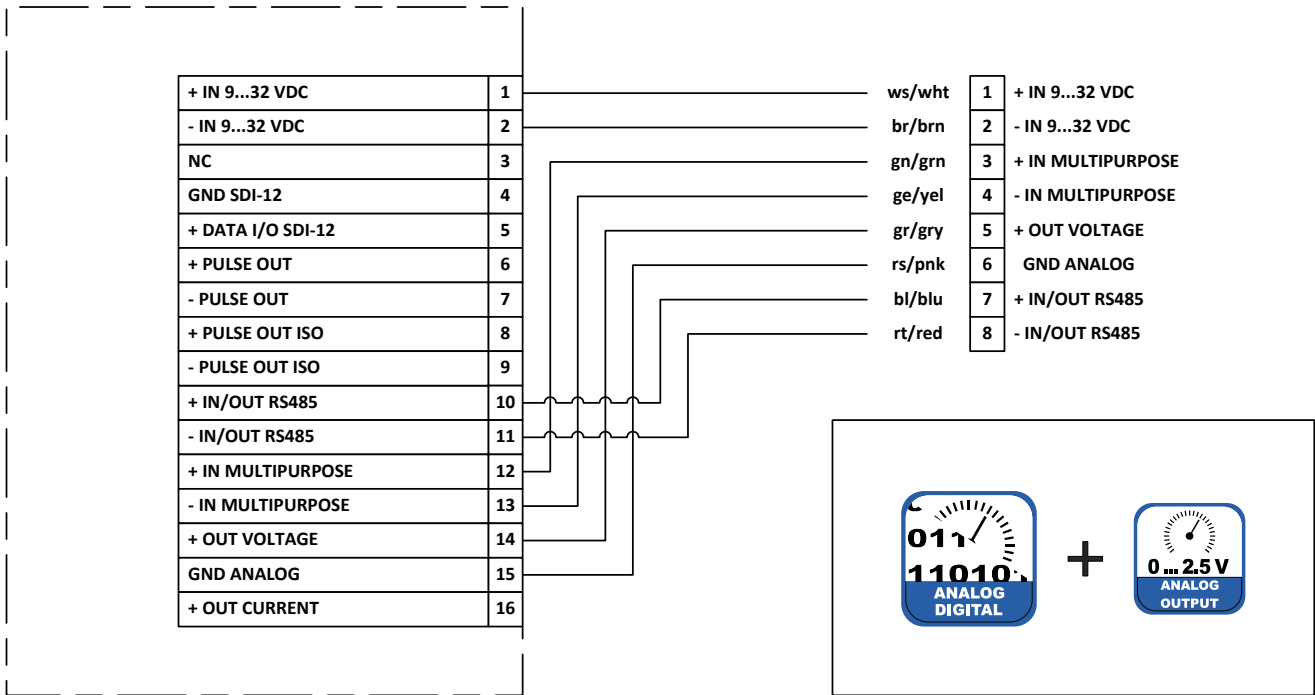 + IN 9...32 VDC 1
- IN 9...32 VDC 2
NC 3
GND SDI-12 4
+ DATA I/O SDI-12 5
+ PULSE OUT 6
- PULSE OUT 7
+ PULSE OUT ISO 8
- PULSE OUT ISO 9
+ IN/OUT RS485 10
- IN/OUT RS485 11
+ IN MULTIPURPOSE 12
- IN MULTIPURPOSE 13
+ OUT VOLTAGE 14
GND ANALOG 15
+ OUT CURRENT 16
ws/wht 1 + IN 9...32 VDC
br/brn 2 - IN 9...32 VDC
gn/grn 3 + IN MULTIPURPOSE
ge/yel 4 - IN MULTIPURPOSE
gr/gry 5 + OUT VOLTAGE
rs/pnk 6 GND ANALOG
bl/blu 7 + IN/OUT RS485
rt/red 8 - IN/OUT RS485
011
11010
ANALOG
DIGITAL
+
0 ... 2.5 V
ANALOG
OUTPUT